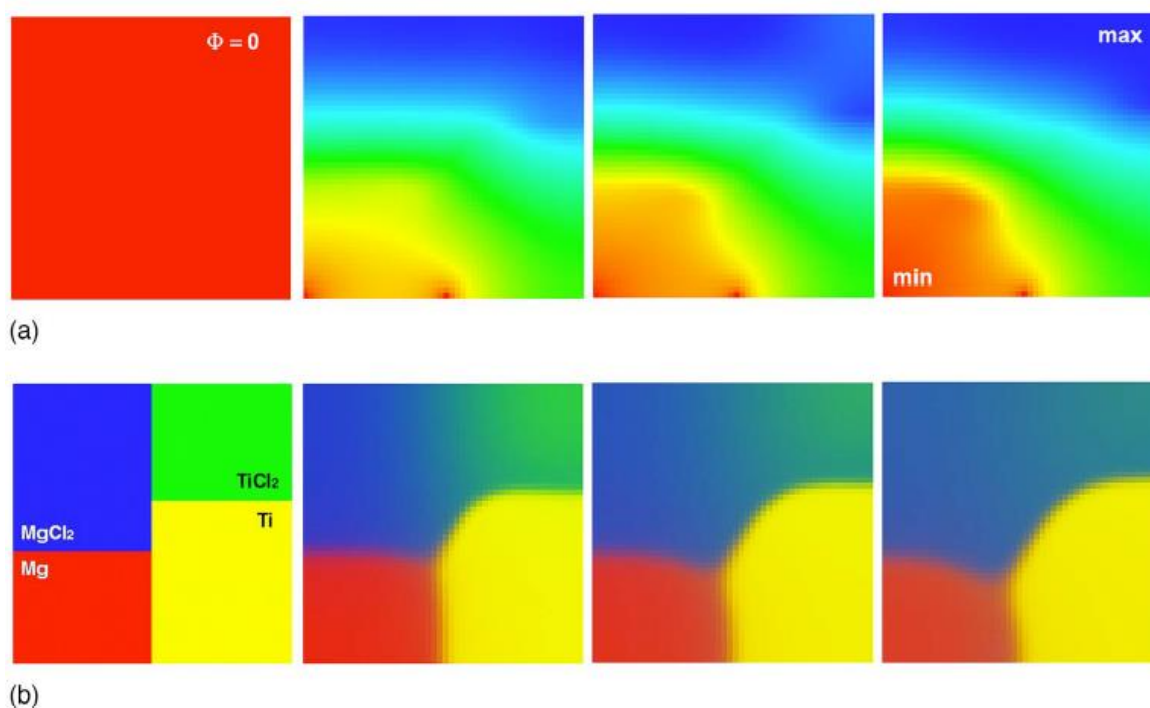 Φ = 0
max
min
(a)
TiCl₂
Ti
MgCl₂
Mg
(b)